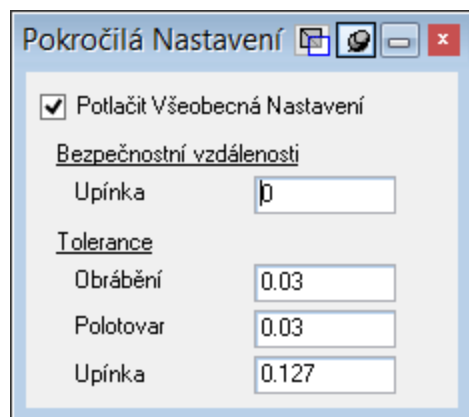 Pokročilá Nastavení
Potlačit Všeobecná Nastavení
Bezpečnostní vzdálenosti
Upínka 0
Tolerance
Obrábění 0.03
Polotovar 0.03
Upínka 0.127